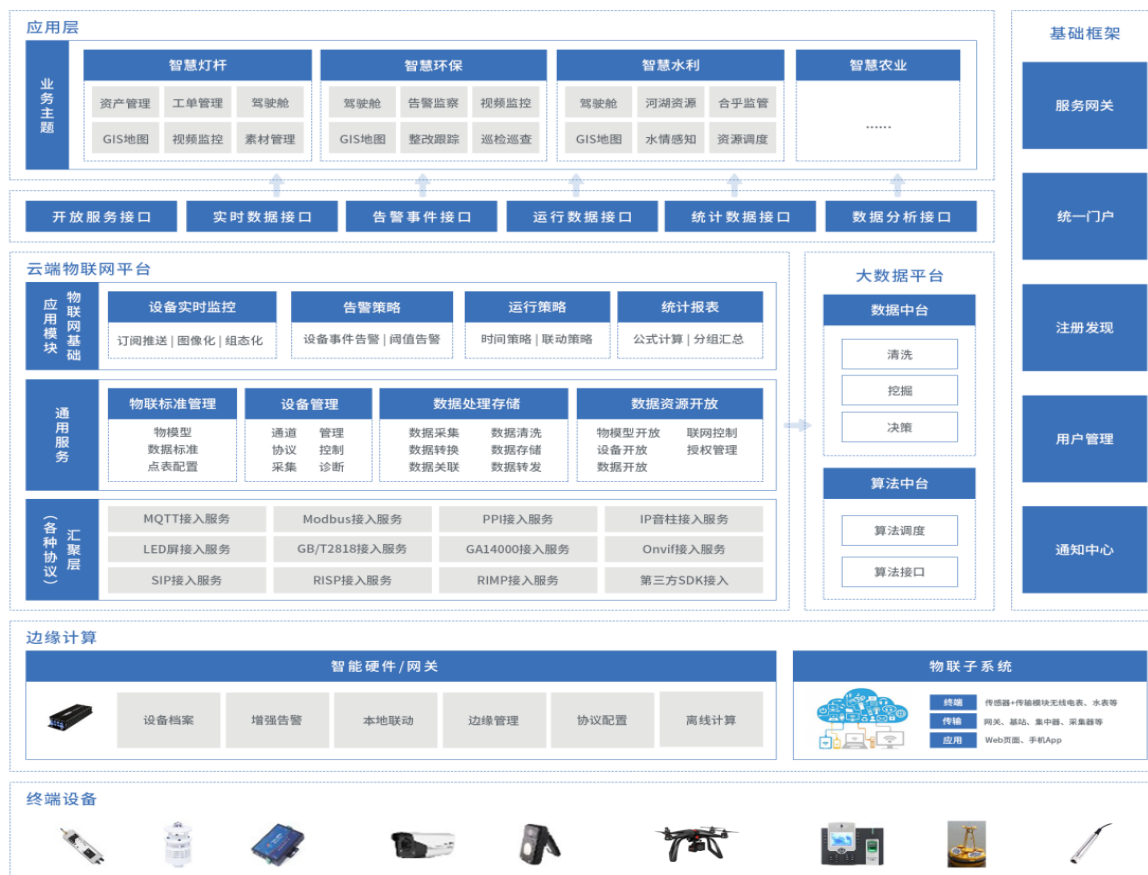 应用层
业务主题
智慧灯杆
资产管理 工单管理 驾驶舱
GIS地图 视频监控 素材管理
智慧环保
驾驶舱 告警监察 视频监控
GIS地图 整改跟踪 巡检巡查
智慧水利
驾驶舱 河湖资源 合乎监管
GIS地图 水情感知 资源调度
智慧农业
......
开放服务接口 实时数据接口 告警事件接口 运行数据接口 统计数据接口 数据分析接口
云端物联网平台
物联网基础
应用模块
设备实时监控
订阅推送 | 图像化 | 组态化
告警策略
设备事件告警 | 阈值告警
运行策略
时间策略 | 联动策略
统计报表
公式计算 | 分组汇总
通用服务
物联标准管理
物模型
数据标准
点表配置
设备管理
通道 管理
协议 控制
采集 诊断
数据处理存储
数据采集 数据清洗
数据转换 数据存储
数据关联 数据转发
数据资源开放
物模型开放 联网控制
设备开放 授权管理
数据开放
汇聚层
(各种协议)
MQTT接入服务 Modbus接入服务 PPI接入服务 IP音柱接入服务
LED屏接入服务 GB/T2818接入服务 GA14000接入服务 Onvif接入服务
SIP接入服务 RISP接入服务 RIMP接入服务 第三方SDK接入
大数据平台
数据中台
清洗
挖掘
决策
算法中台
算法调度
算法接口
基础框架
服务网关
统一门户
注册发现
用户管理
通知中心
边缘计算
智能硬件/网关
设备档案 增强告警 本地联动 边缘管理 协议配置 离线计算
物联子系统
终端 传感器+传输模块无线电表、水表等
传输 网关、基站、集中器、采集器等
应用 Web页面、手机App
终端设备